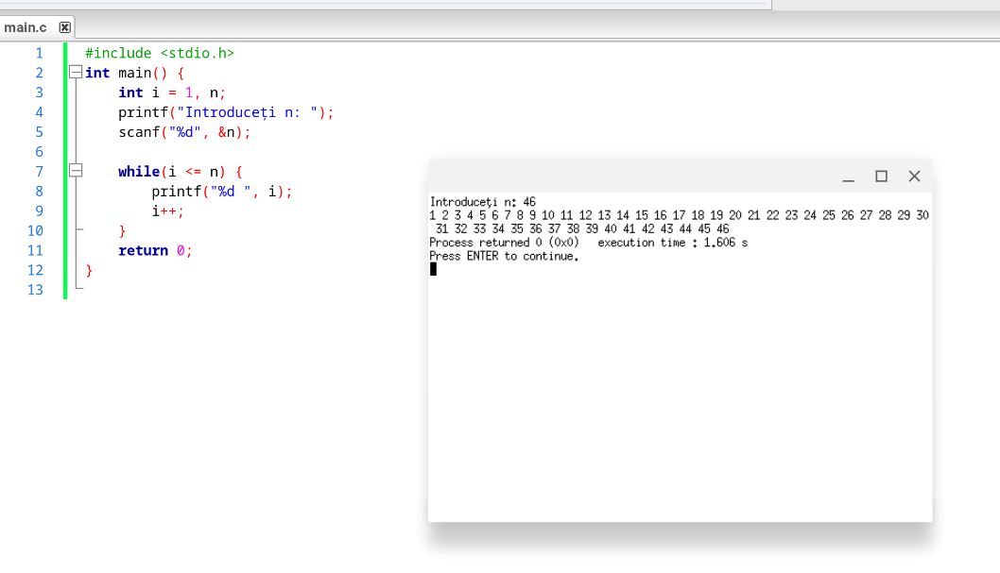 main.c
1 #include <stdio.h>
2 int main() {
3 int i = 1, n;
4 printf("Introduceți n: ");
5 scanf("%d", &n);
6
7 while(i <= n) {
8 printf("%d ", i);
9 i++;
10 }
11 return 0;
12 }
13
Introduceți n: 46
1 2 3 4 5 6 7 8 9 10 11 12 13 14 15 16 17 18 19 20 21 22 23 24 25 26 27 28 29 30
31 32 33 34 35 36 37 38 39 40 41 42 43 44 45 46
Process returned 0 (0x0) execution time : 1.606 s
Press ENTER to continue.